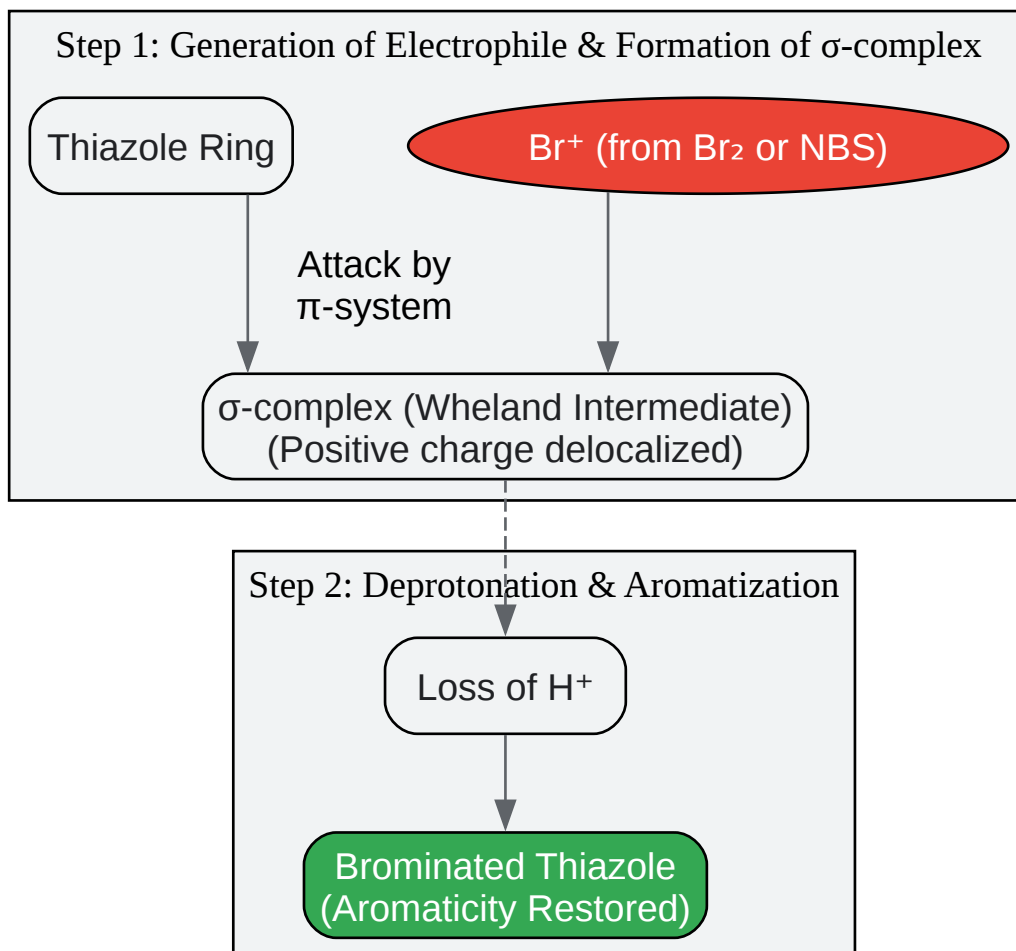 Step 1: Generation of Electrophile & Formation of σ-complex
Thiazole Ring
Br⁺ (from Br₂ or NBS)
Attack by
π-system
σ-complex (Wheland Intermediate)
(Positive charge delocalized)
Step 2: Deprotonation & Aromatization
Loss of H⁺
Brominated Thiazole
(Aromaticity Restored)